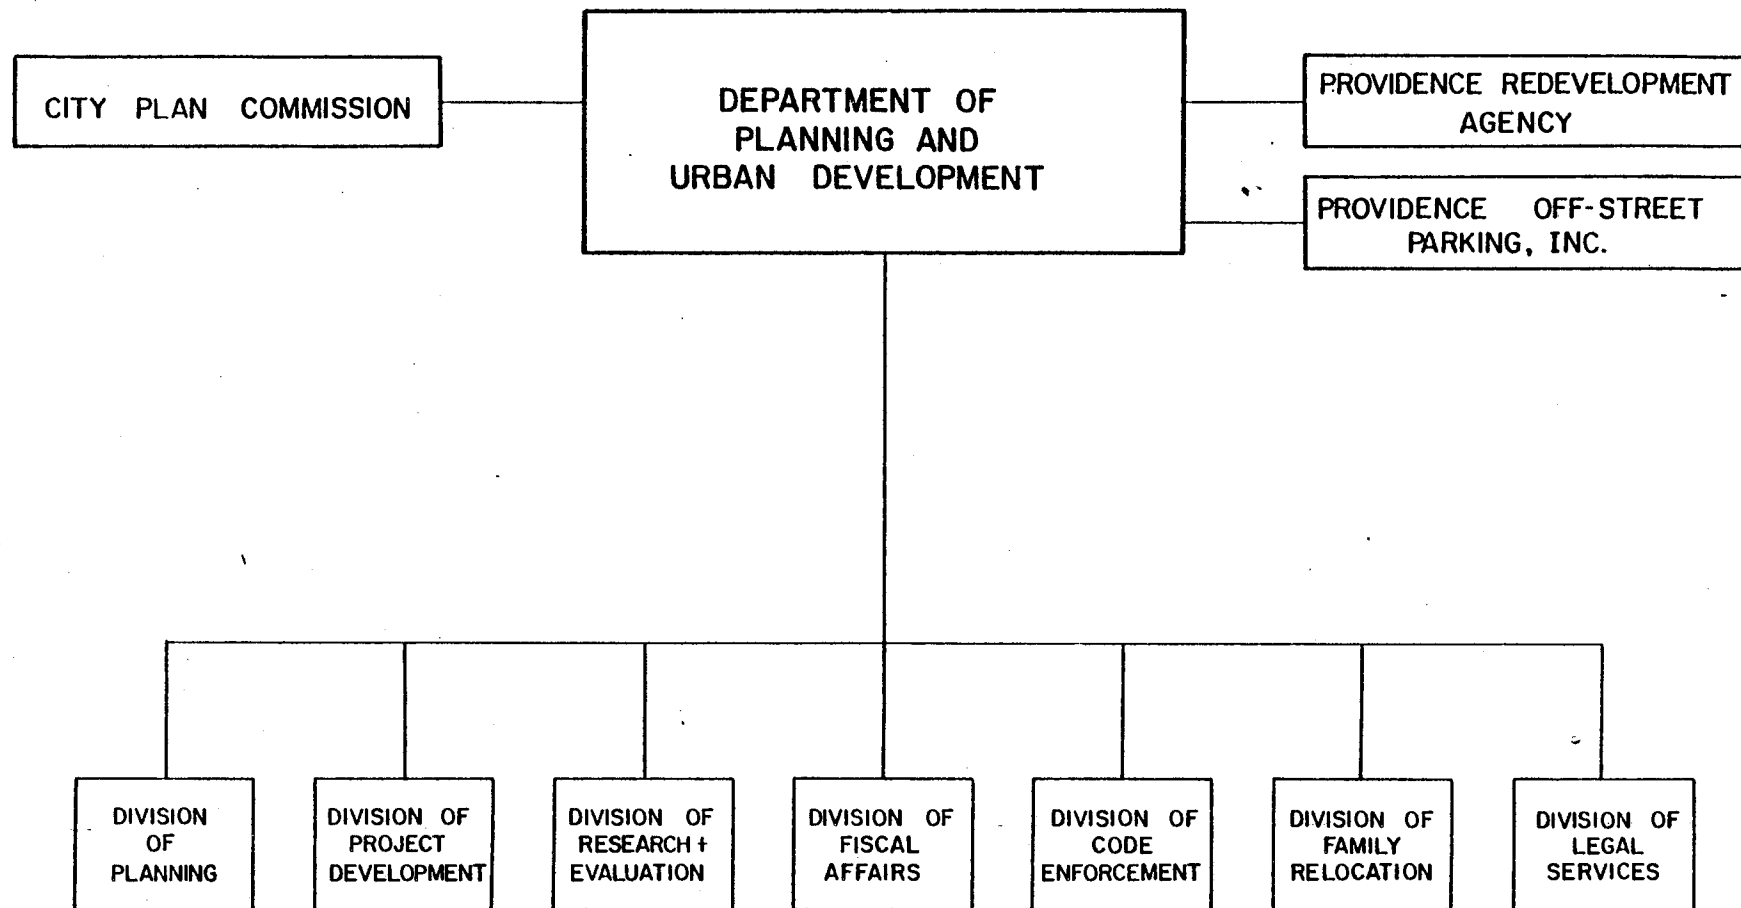 CITY PLAN COMMISSION
DEPARTMENT OF
PLANNING AND
URBAN DEVELOPMENT
PROVIDENCE REDEVELOPMENT
AGENCY
PROVIDENCE OFF-STREET
PARKING, INC.
DIVISION
OF
PLANNING
DIVISION OF
PROJECT
DEVELOPMENT
DIVISION OF
RESEARCH +
EVALUATION
DIVISION OF
FISCAL
AFFAIRS
DIVISION OF
CODE
ENFORCEMENT
DIVISION OF
FAMILY
RELOCATION
DIVISION OF
LEGAL
SERVICES